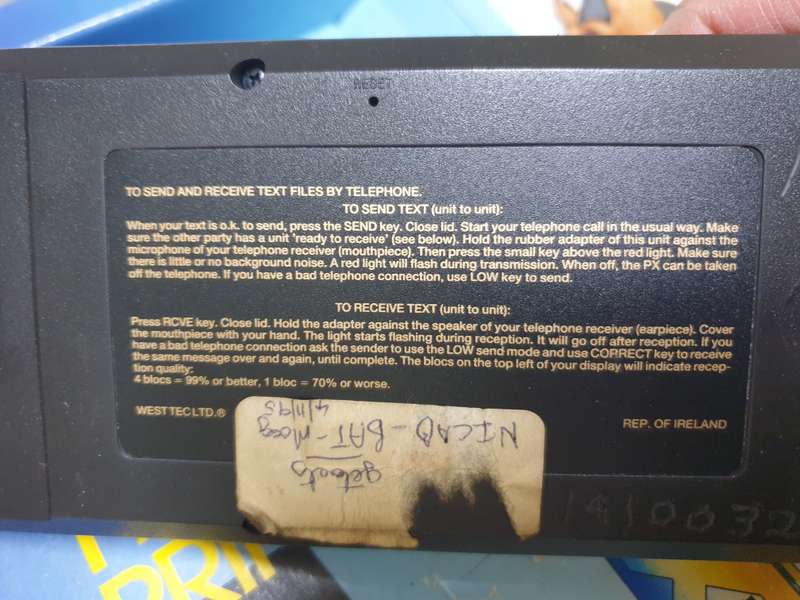 RESET
TO SEND AND RECEIVE TEXT FILES BY TELEPHONE.
TO SEND TEXT (unit to unit):
When your text is o.k. to send, press the SEND key. Close lid. Start your telephone call in the usual way. Make
sure the other party has a unit 'ready to receive' (see below). Hold the rubber adapter of this unit against the
microphone of your telephone receiver (mouthpiece). Then press the small key above the red light. Make sure
there is little or no background noise. A red light will flash during transmission. When off, the PX can be taken
off the telephone. If you have a bad telephone connection, use LOW key to send.
TO RECEIVE TEXT (unit to unit):
Press RCVE key. Close lid. Hold the adapter against the speaker of your telephone receiver (earpiece). Cover
the mouthpiece with your hand. The light starts flashing during reception. It will go off after reception. If you
have a bad telephone connection ask the sender to use the LOW send mode and use CORRECT key to receive
the same message over and again, until complete. The blocs on the top left of your display will indicate recep-
tion quality:
4 blocs = 99% or better, 1 bloc = 70% or worse.
WESTTEC LTD.®
REP. OF IRELAND
getest
NICAD - BAT -
4/11/95
1910032
PRIN